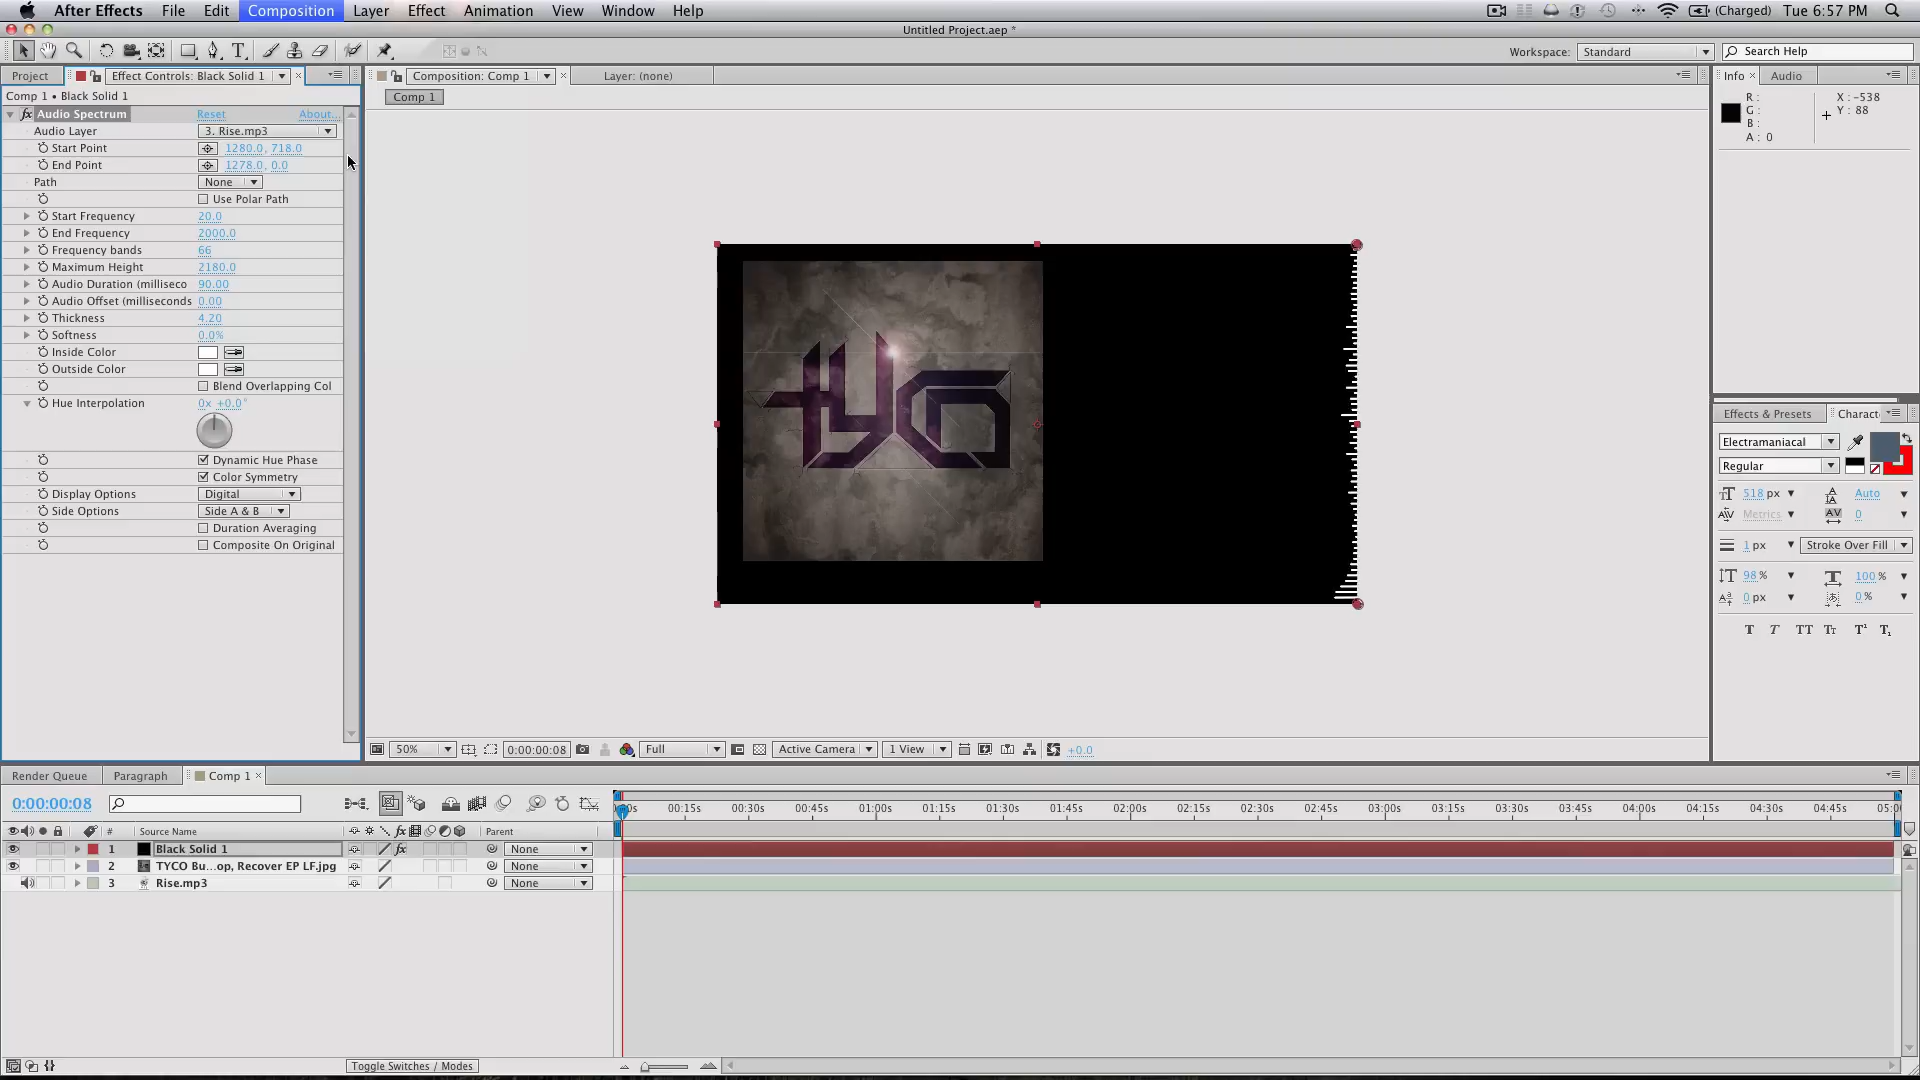 After Effects File Edit Composition Layer Effect Animation View Window Help (Charged) Tue 6:57 PM
Untitled Project.aep *
Workspace: Standard Search Help
Project Effect Controls: Black Solid 1 Composition: Comp 1 Layer: (none) Info Audio
Comp 1 • Black Solid 1
Comp 1
R :
G :
B :
A : 0
X : -538
Y : 88
Audio Spectrum Reset About...
Audio Layer 3. Rise.mp3
Start Point 1280.0, 718.0
End Point 1278.0, 0.0
Path None
Use Polar Path
Start Frequency 20.0
End Frequency 2000.0
Frequency bands 66
Maximum Height 2180.0
Audio Duration (milliseco 90.00
Audio Offset (milliseconds 0.00
Thickness 4.20
Softness 0.0%
Inside Color
Outside Color
Blend Overlapping Col
Hue Interpolation 0x +0.0°
Dynamic Hue Phase
Color Symmetry
Display Options Digital
Side Options Side A & B
Duration Averaging
Composite On Original
tyco
Effects & Presets Charact
Electramaniacal
Regular
518 px Auto
Metrics 0
1 px Stroke Over Fill
98 % 100 %
0 px 0 %
T T TT Tt T¹ T₁
50% 0:00:00:08 Full Active Camera 1 View +0.0
Render Queue Paragraph Comp 1
0:00:00:08
00s 00:15s 00:30s 00:45s 01:00s 01:15s 01:30s 01:45s 02:00s 02:15s 02:30s 02:45s 03:00s 03:15s 03:30s 03:45s 04:00s 04:15s 04:30s 04:45s 05:0
# Source Name fx Parent
1 Black Solid 1 fx None
2 TYCO Bu...op, Recover EP LF.jpg None
3 Rise.mp3 None
Toggle Switches / Modes